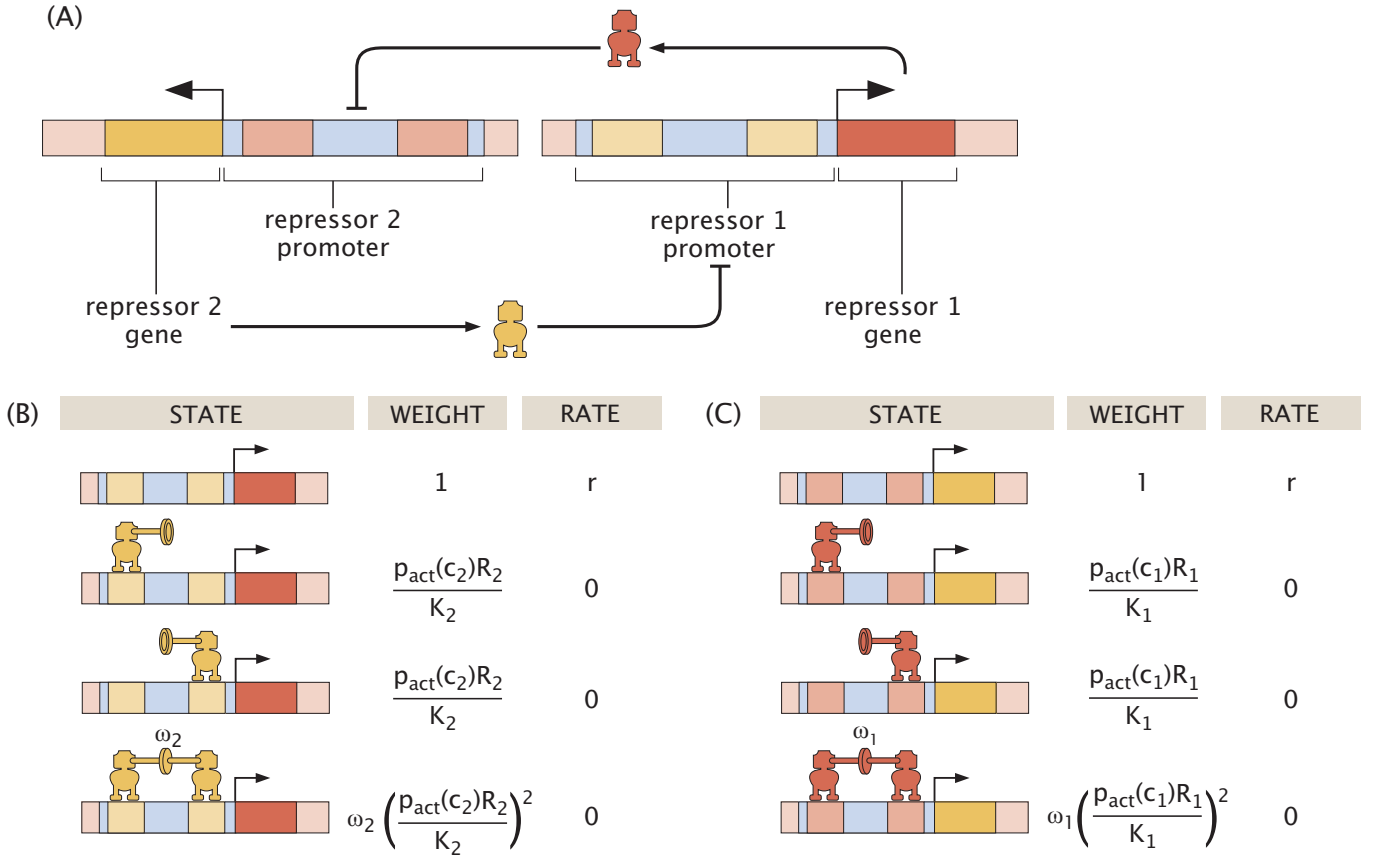 (A)
repressor 2
promoter
repressor 1
promoter
repressor 2
gene
repressor 1
gene
(B) STATE WEIGHT RATE
1 r
p_act(c_2)R_2 / K_2 0
p_act(c_2)R_2 / K_2 0
ω_2
ω_2 (p_act(c_2)R_2 / K_2)^2 0
(C) STATE WEIGHT RATE
1 r
p_act(c_1)R_1 / K_1 0
p_act(c_1)R_1 / K_1 0
ω_1
ω_1 (p_act(c_1)R_1 / K_1)^2 0